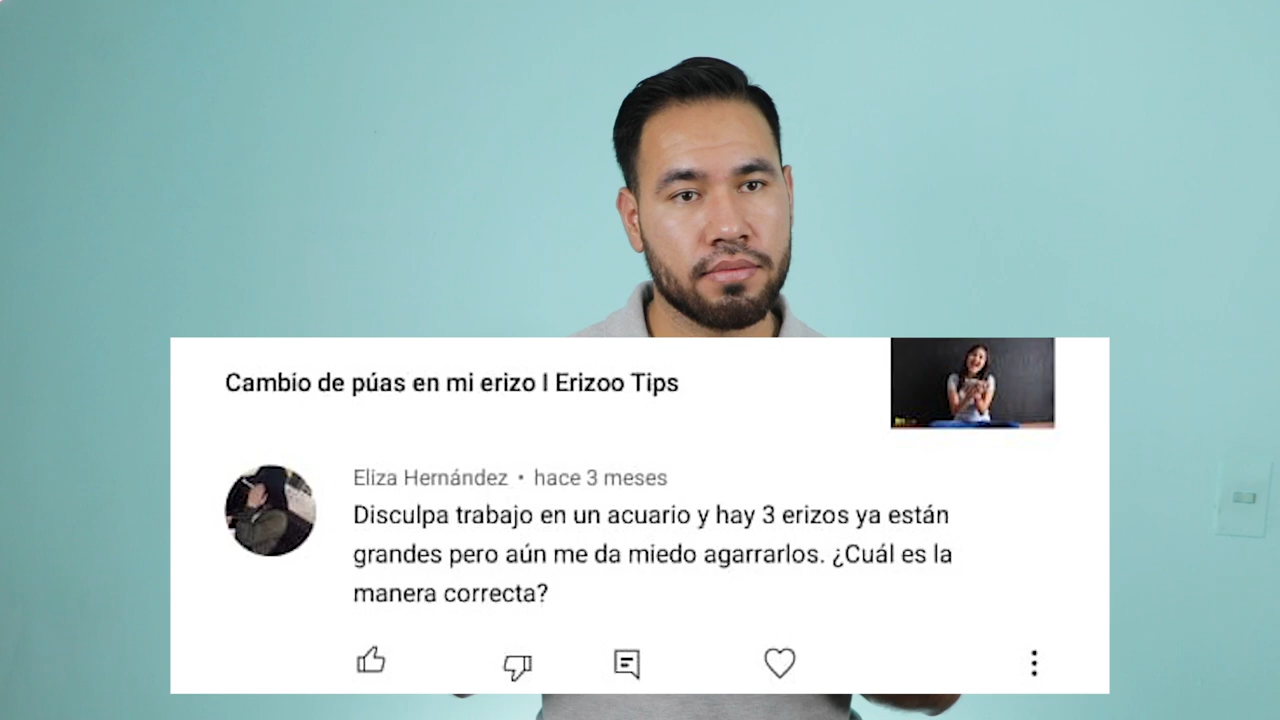 Cambio de púas en mi erizo I Erizoo Tips
Eliza Hernández • hace 3 meses
Disculpa trabajo en un acuario y hay 3 erizos ya están
grandes pero aún me da miedo agarrarlos. ¿Cuál es la
manera correcta?